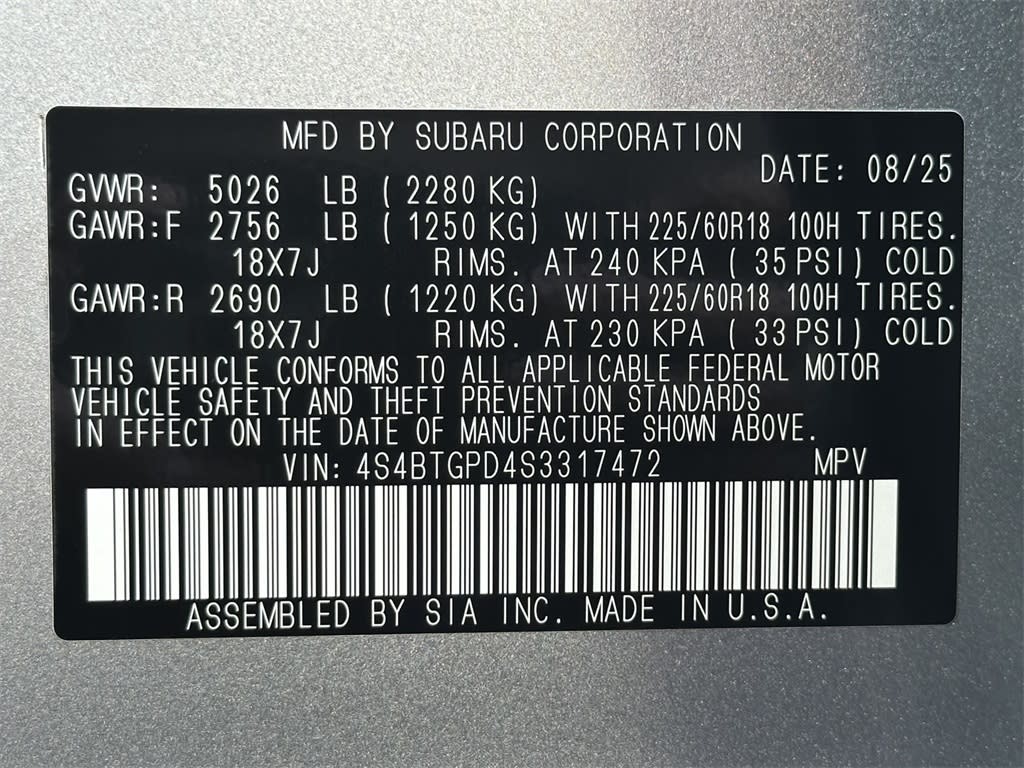 MFD BY SUBARU CORPORATION
DATE: 08/25
GVWR: 5026 LB ( 2280 KG)
GAWR:F 2756 LB ( 1250 KG) WITH 225/60R18 100H TIRES.
18X7J RIMS. AT 240 KPA ( 35 PSI) COLD
GAWR:R 2690 LB ( 1220 KG) WITH 225/60R18 100H TIRES.
18X7J RIMS. AT 230 KPA ( 33 PSI) COLD
THIS VEHICLE CONFORMS TO ALL APPLICABLE FEDERAL MOTOR
VEHICLE SAFETY AND THEFT PREVENTION STANDARDS
IN EFFECT ON THE DATE OF MANUFACTURE SHOWN ABOVE.
VIN: 4S4BTGPD4S3317472 MPV
ASSEMBLED BY SIA INC. MADE IN U.S.A.